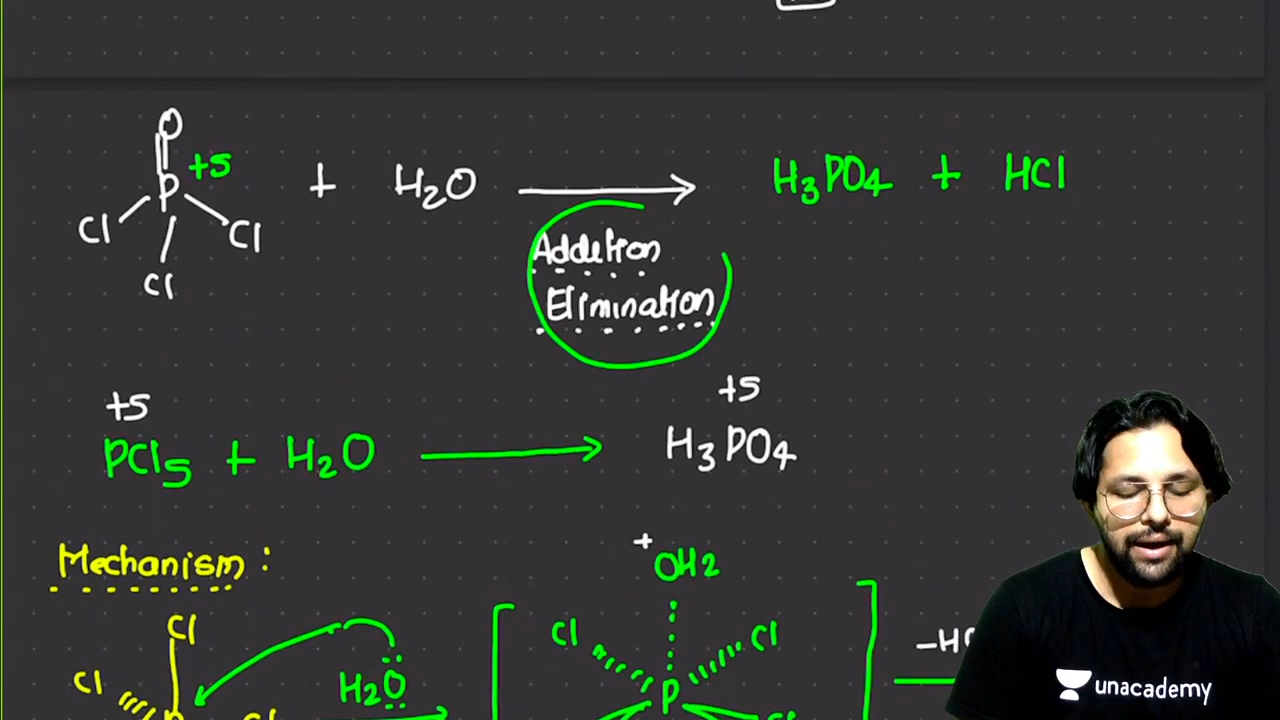 O
P +5
Cl Cl
Cl
+ H2O H3PO4 + HCl
Addition
Elimination
+5 +5
PCl5 + H2O H3PO4
Mechanism :
+
OH2
Cl
Cl Cl
Cl H2O
P
unacademy